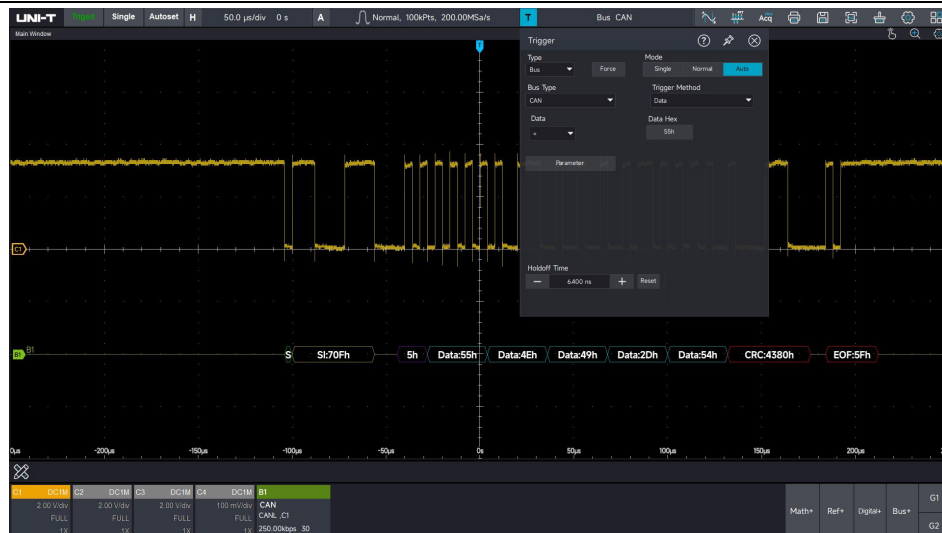 UNI-T Triged Single Autoset H 50.0 µs/div 0 s A Normal, 100kPts, 200.00MSa/s T Bus CAN Acq
Main Window
T
Trigger
Type Mode
Bus Force Single Normal Auto
Bus Type Trigger Method
CAN Data
Data Data Hex
= 55h
Parameter
C1
Holdoff Time
6.400 ns Reset
B1 B1 S SI:70Fh 5h Data:55h Data:4Eh Data:49h Data:2Dh Data:54h CRC:4380h EOF:5Fh
0µs -200µs -150µs -100µs -50µs 0s 50µs 100µs 150µs 200µs
C1 DC1M C2 DC1M C3 DC1M C4 DC1M B1
2.00 V/div 2.00 V/div 2.00 V/div 100 mV/div CAN
FULL FULL FULL FULL CANL ,C1
1X 1X 1X 1X 250.00kbps 30
Math+ Ref+ Digital+ Bus+ G1
G2